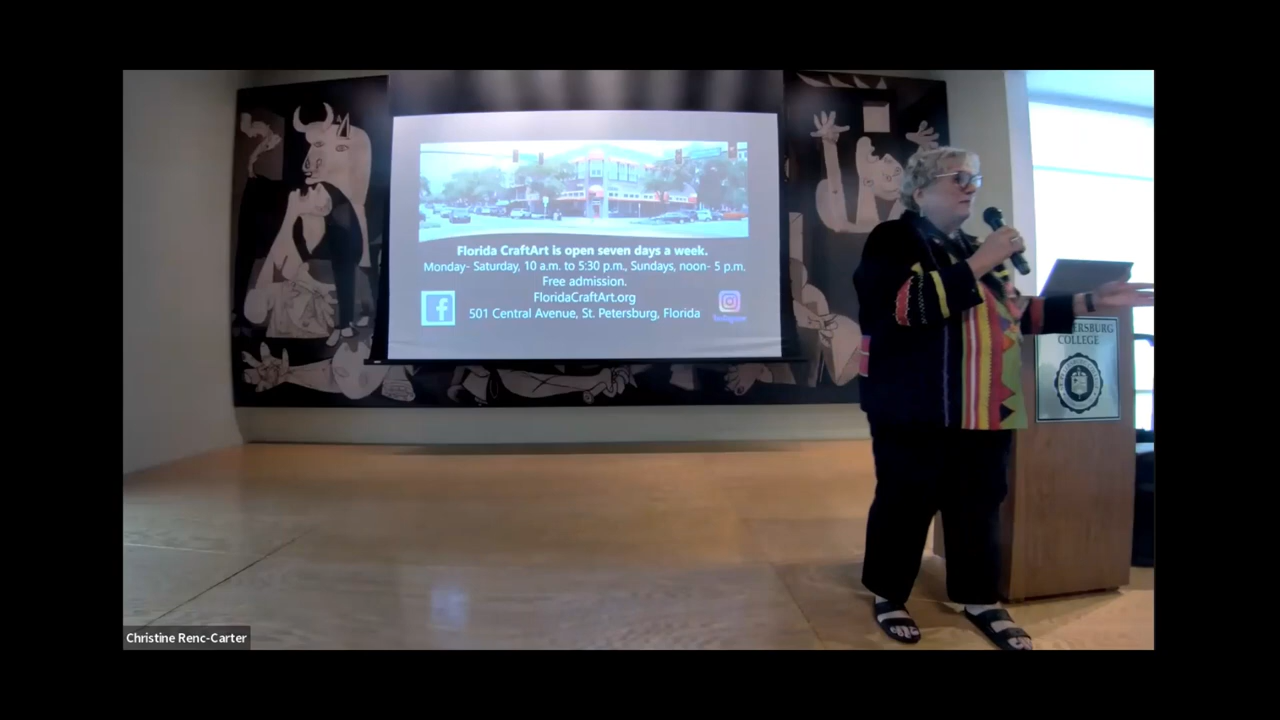 Florida CraftArt is open seven days a week.
Monday- Saturday, 10 a.m. to 5:30 p.m., Sundays, noon- 5 p.m.
Free admission.
FloridaCraftArt.org
501 Central Avenue, St. Petersburg, Florida
Instagram
ERSBURG
COLLEGE
Christine Renc-Carter